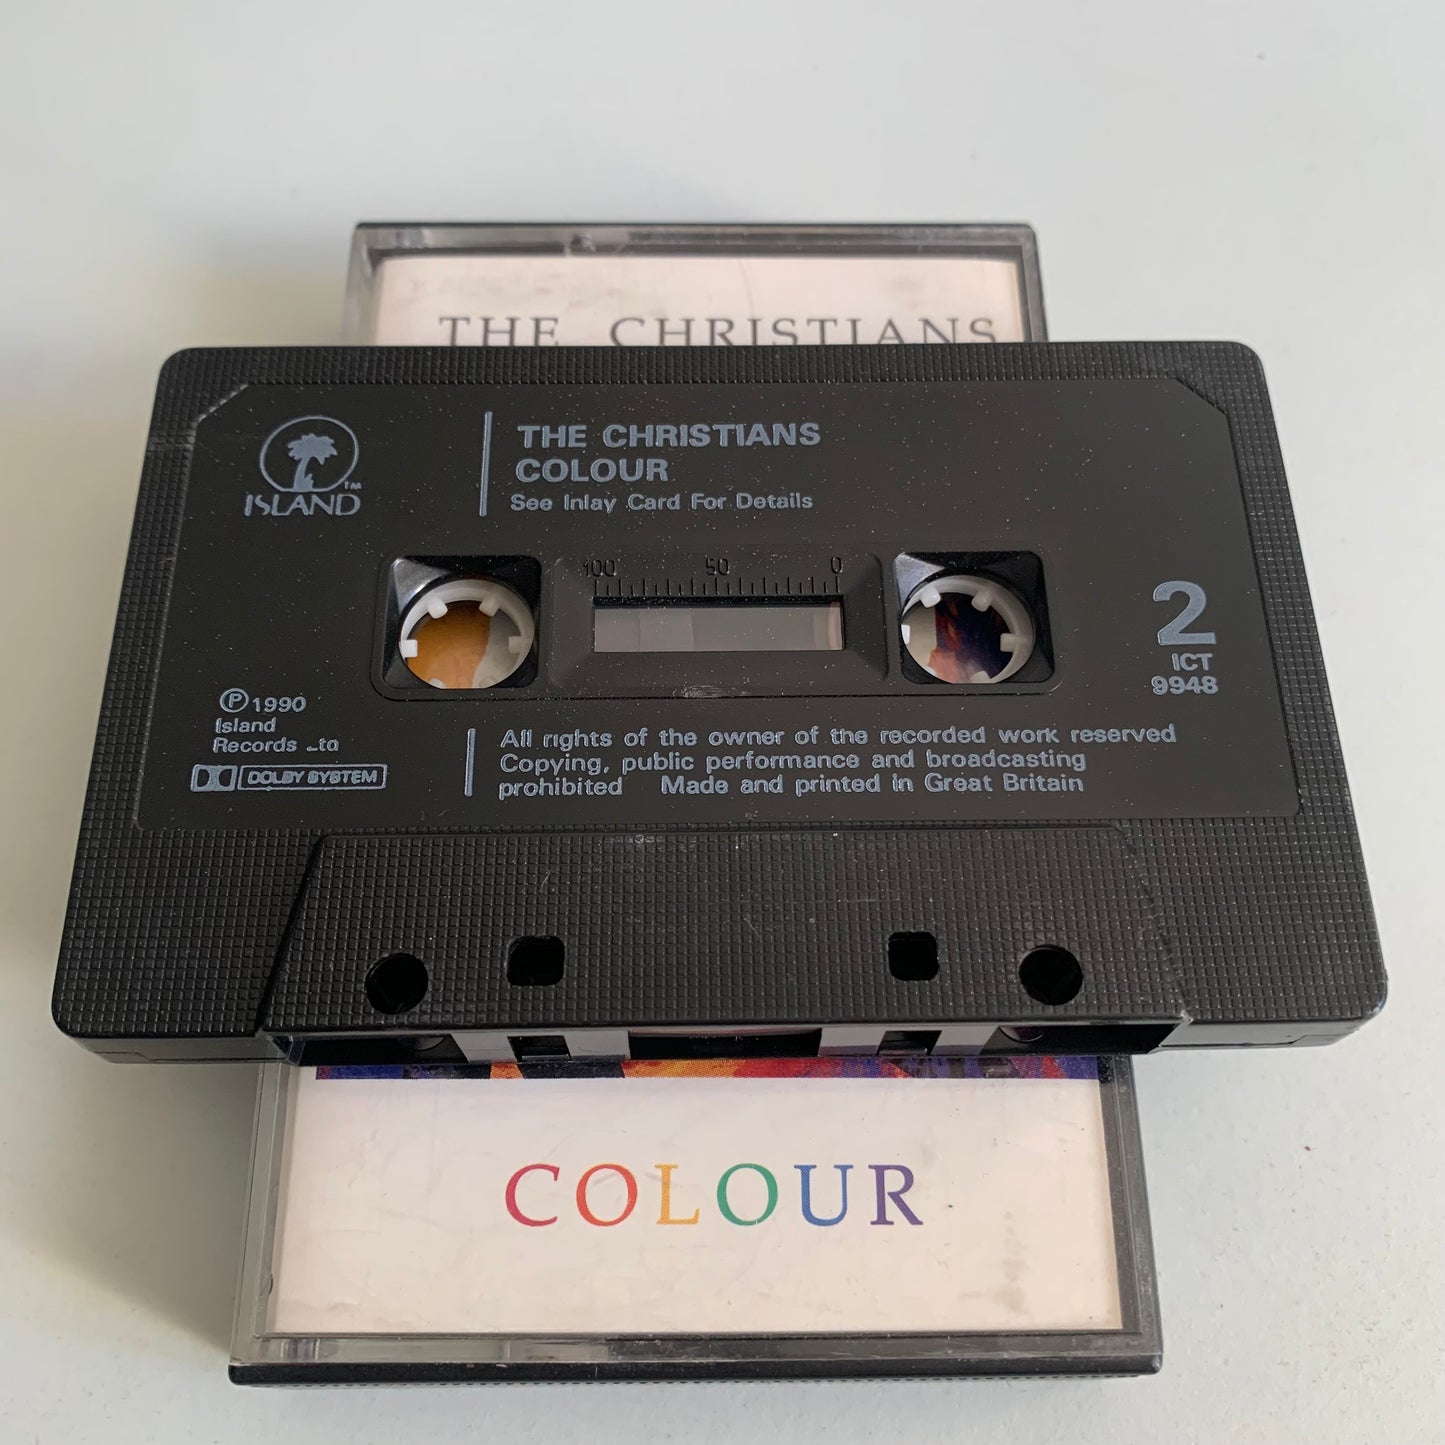 THE CHRISTIANS
ISLAND TM
THE CHRISTIANS
COLOUR
See Inlay Card For Details
100 50 0
2
ICT
9948
℗ 1990
Island
Records
DOLBY SYSTEM
All rights of the owner of the recorded work reserved
Copying, public performance and broadcasting
prohibited Made and printed in Great Britain
COLOUR